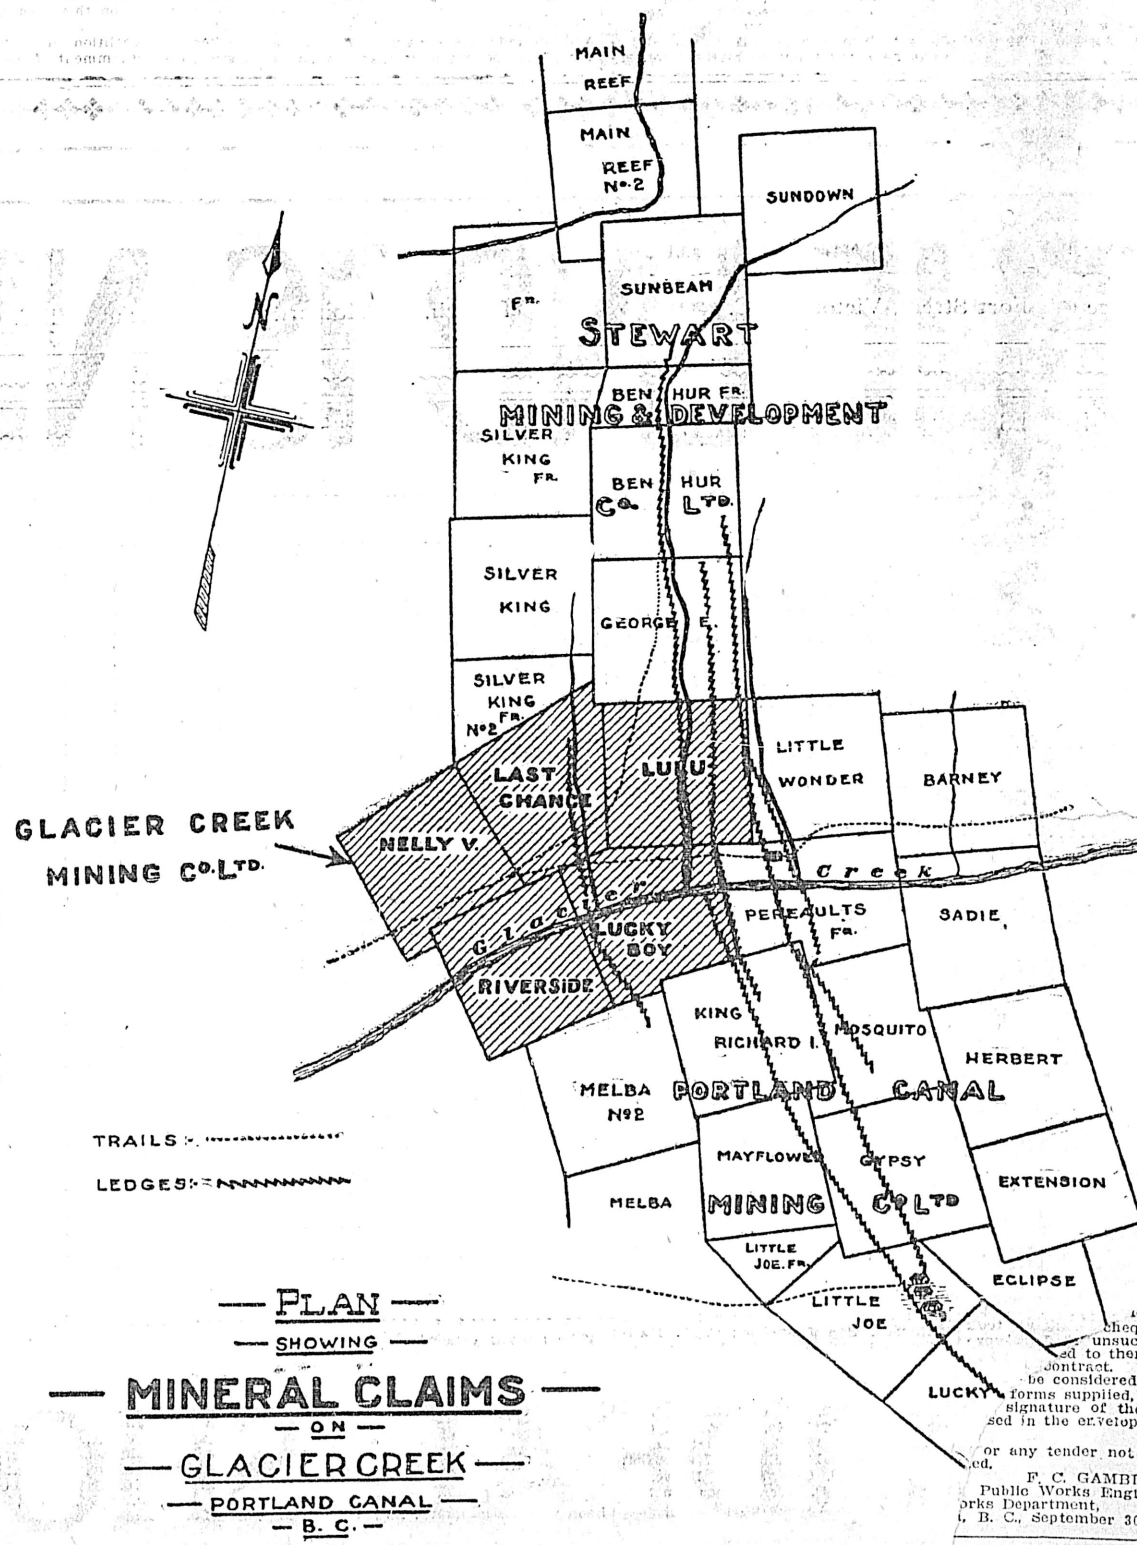 MAIN
REEF
MAIN
REEF
No. 2
SUNDOWN
N
Fr.
SUNBEAM
STEWART
BEN HUR FR.
MINING & DEVELOPMENT
SILVER
KING
FR.
BEN HUR
Co. LTD.
SILVER
KING
GEORGE E.
SILVER
KING
FR.
No 2
LAST
CHANCE
LULU
LITTLE
WONDER
BARNEY
GLACIER CREEK
MINING Co. LTD.
NELLY V.
Glacier Creek
PEREAULTS
FR.
SADIE
LUCKY
BOY
RIVERSIDE
KING
RICHARD I.
MOSQUITO
HERBERT
MELBA
No 2
PORTLAND CANAL
TRAILS :-
LEDGES :-
MAYFLOWER
GYPSY
EXTENSION
MELBA
MINING Co LTD
LITTLE
JOE. FR.
ECLIPSE
LITTLE
JOE
LUCKY
PLAN
SHOWING
MINERAL CLAIMS
ON
GLACIER CREEK
PORTLAND CANAL
B. C.
cheq
unsuc
ed to the
contract.
be considered
forms supplied,
signature of the
sed in the envelop
or any tender not
ed.
F. C. GAMBL
Public Works Engi
orks Department,
B. C., September 30